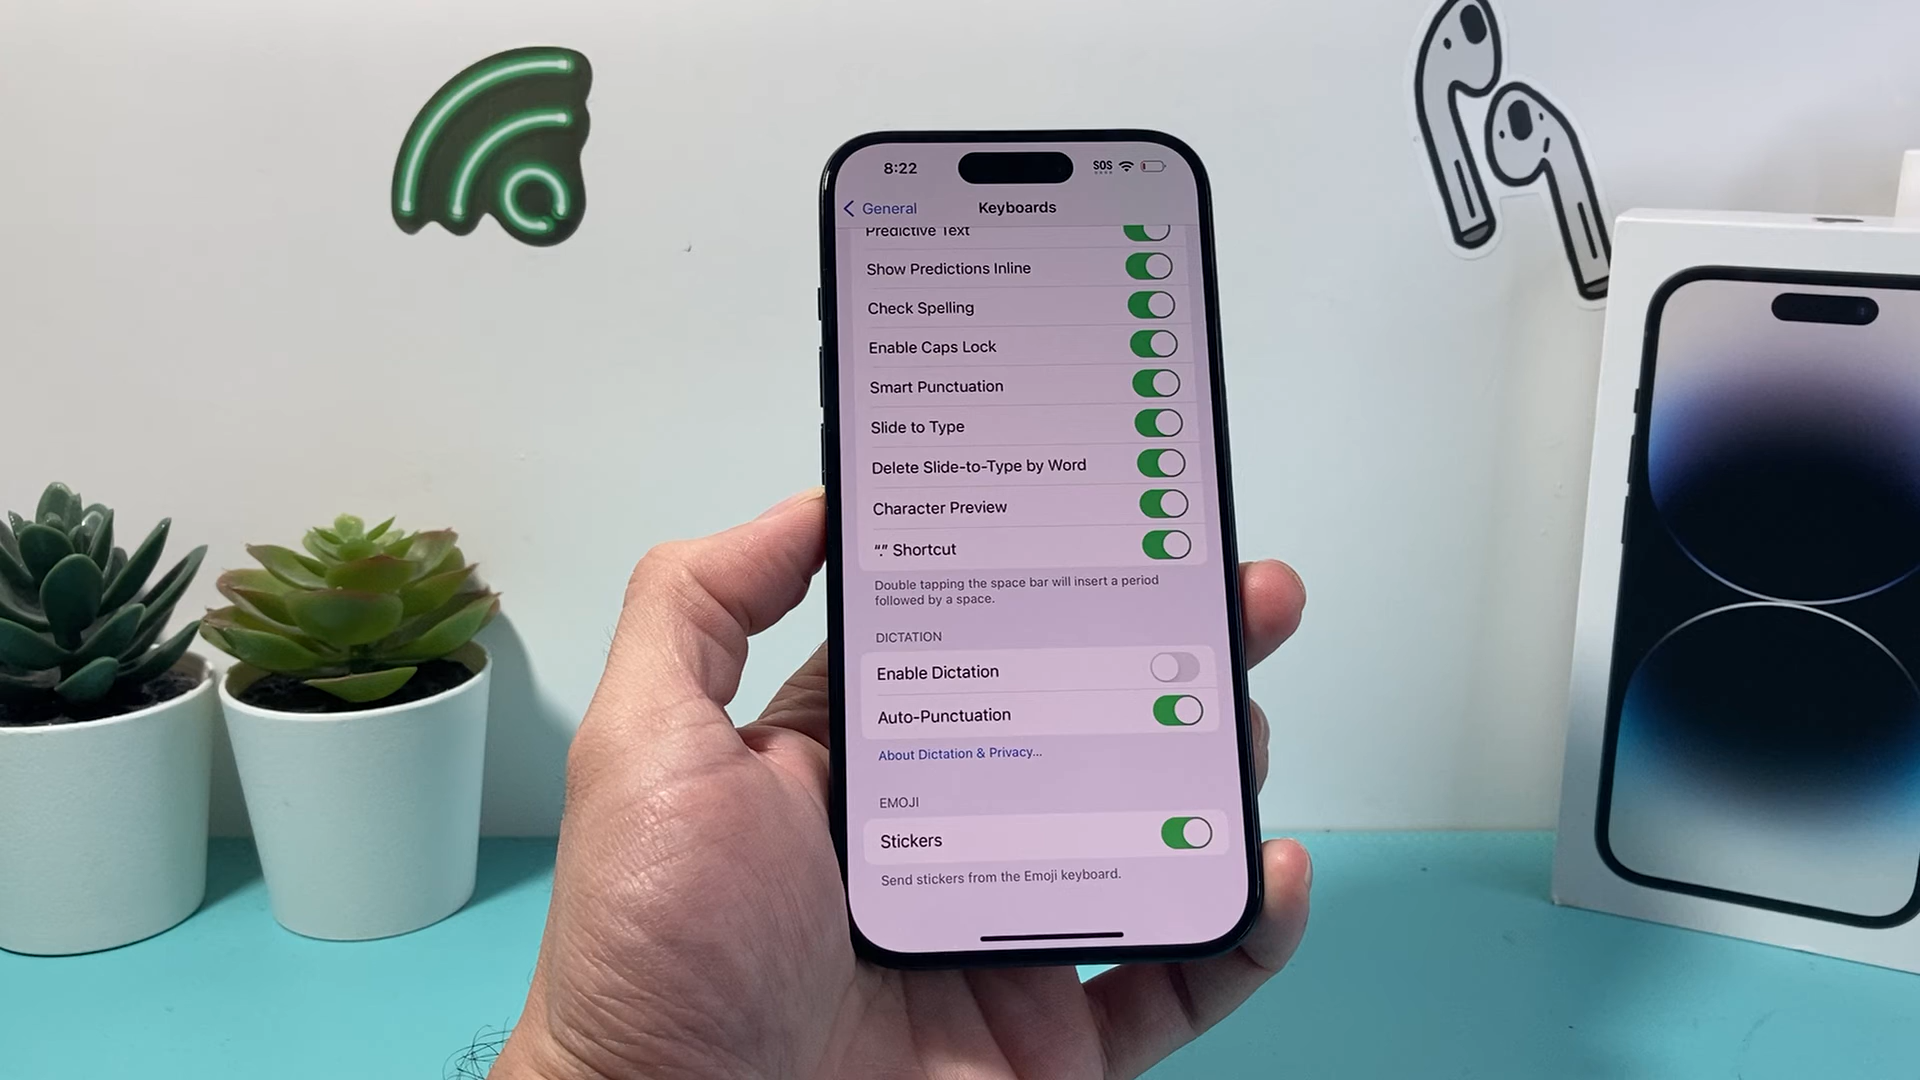 8:22 SOS
General Keyboards
Predictive Text
Show Predictions Inline
Check Spelling
Enable Caps Lock
Smart Punctuation
Slide to Type
Delete Slide-to-Type by Word
Character Preview
“.” Shortcut
Double tapping the space bar will insert a period
followed by a space.
DICTATION
Enable Dictation
Auto-Punctuation
About Dictation & Privacy...
EMOJI
Stickers
Send stickers from the Emoji keyboard.